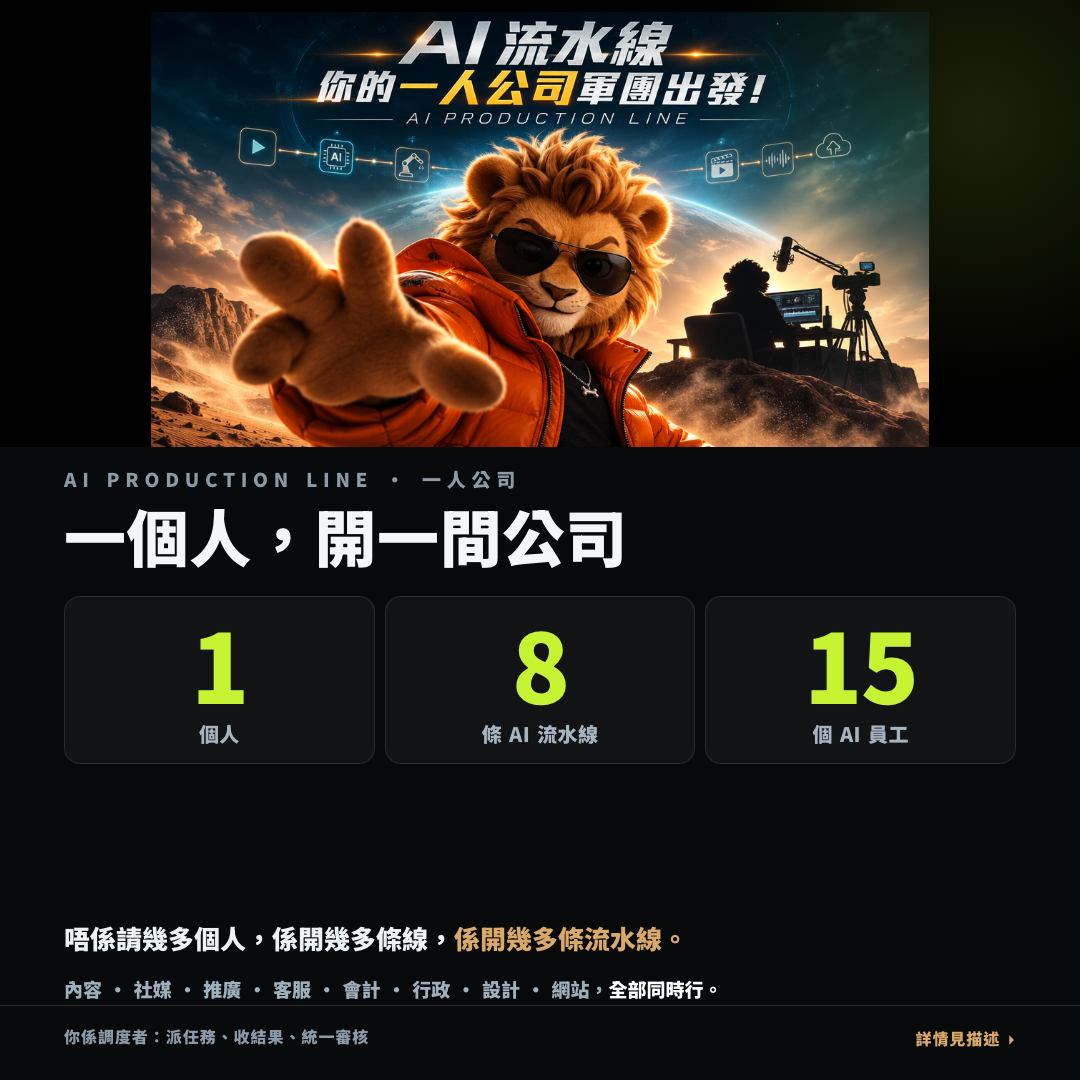 AI 流水線
你的一人公司軍團出發!
AI PRODUCTION LINE
AI
AI PRODUCTION LINE · 一人公司
一個人，開一間公司
1
個人
8
條 AI 流水線
15
個 AI 員工
唔係請幾多個人，係開幾多條線，係開幾多條流水線。
內容 · 社媒 · 推廣 · 客服 · 會計 · 行政 · 設計 · 網站，全部同時行。
你係調度者：派任務、收結果、統一審核
詳情見描述